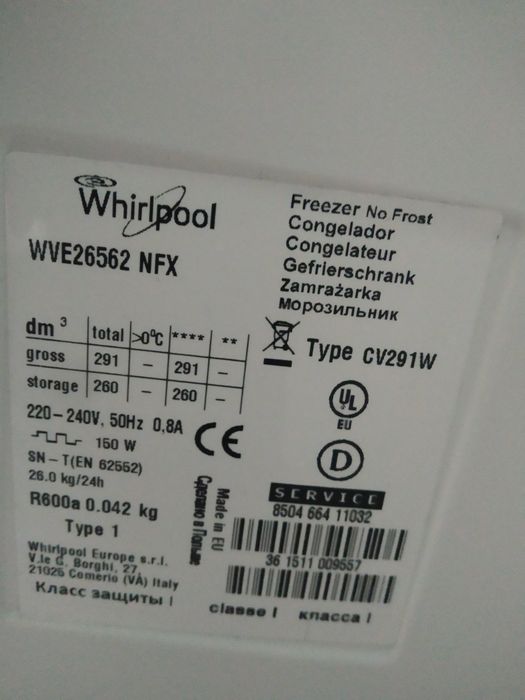 Whirlpool
WVE26562 NFX
Freezer No Frost
Congelador
Congelateur
Gefrierschrank
Zamrażarka
морозильник
dm³ total >0°C **** **
gross 291 – 291 –
storage 260 – 260 –
Type CV291W
UL
EU
D
220–240V, 50Hz 0,8A
150 W
CE
SN–T(EN 62552)
26.0 kg/24h
R600a 0.042 kg
Type 1
Made in EU
Сделано в Польше
SERVICE
8504 664 11032
36 1511 009557
Whirlpool Europe s.r.l.
V.le G. Borghi, 27,
21025 Comerio (VA) Italy
Класс защиты I
classe I класса I